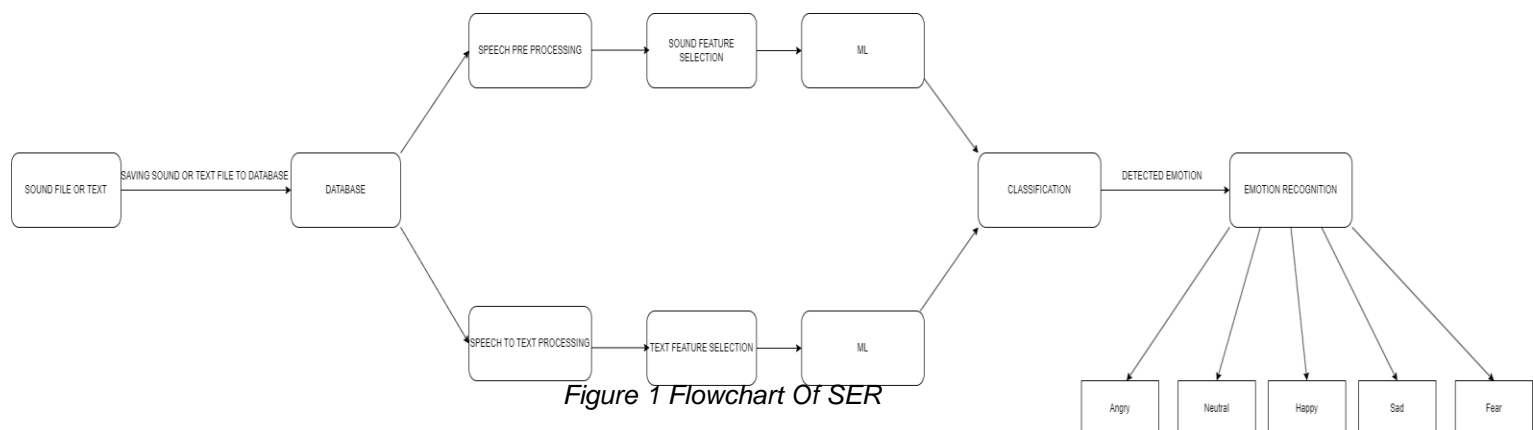 SPEECH PRE PROCESSING
SOUND FEATURE
SELECTION
ML
SOUND FILE OR TEXT
SAVING SOUND OR TEXT FILE TO DATABASE
DATABASE
CLASSIFICATION
DETECTED EMOTION
EMOTION RECOGNITION
SPEECH TO TEXT PROCESSING
TEXT FEATURE SELECTION
ML
Figure 1 Flowchart Of SER
Angry
Neutral
Happy
Sad
Fear